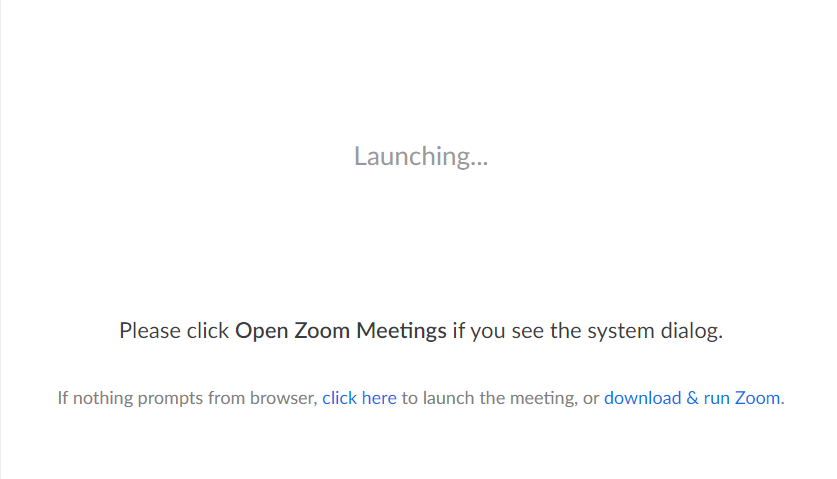 Launching...
Please click Open Zoom Meetings if you see the system dialog.
If nothing prompts from browser, click here to launch the meeting, or download & run Zoom.